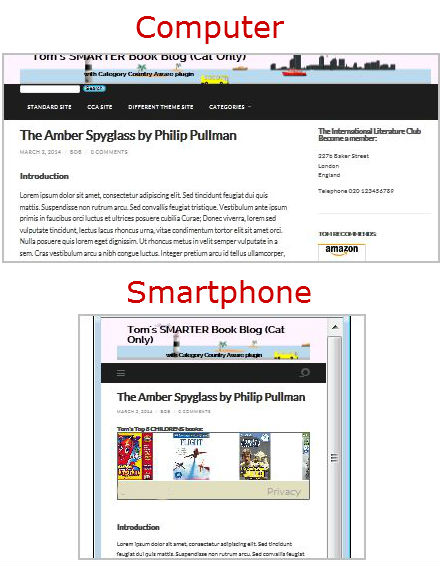 Computer
Tom's SMARTER Book Blog (Cat Only)
with Category Country Aware plugin
Search
STANDARD SITE CCA SITE DIFFERENT THEME SITE CATEGORIES
The Amber Spyglass by Philip Pullman
MARCH 2, 2014 BOB 0 COMMENTS
Introduction
Lorem ipsum dolor sit amet, consectetur adipiscing elit. Sed tincidunt feugiat dui quis
mattis. Suspendisse non rutrum arcu. Sed convallis feugiat tristique. Vestibulum ante ipsum
primis in faucibus orci luctus et ultrices posuere cubilia Curae; Donec viverra, lorem sed
vulputate tincidunt, lectus lacus rhoncus urna, vitae condimentum tortor elit sit amet orci.
Nulla posuere quis lorem eget dignissim. Ut rhoncus metus in velit semper vulputate in a
sem. Cras vestibulum arcu a nibh congue luctus. Integer pretium arcu id tellus ullamcorper,
The International Literature Club
Become a member:
237b Baker Street
London
England
Telephone 020 123456789
TOM RECOMMENDS:
amazon
Smartphone
Tom's SMARTER Book Blog (Cat
Only)
with Category Country Aware plugin
The Amber Spyglass by Philip Pullman
MARCH 2, 2014 BOB 0 COMMENTS
Tom's Top 8 CHILDRENS books:
FLIGHT
Privacy
Introduction
Lorem ipsum dolor sit amet, consectetur adipiscing elit. Sed tincidunt
feugiat dui quis mattis. Suspendisse non rutrum arcu. Sed convallis feugiat